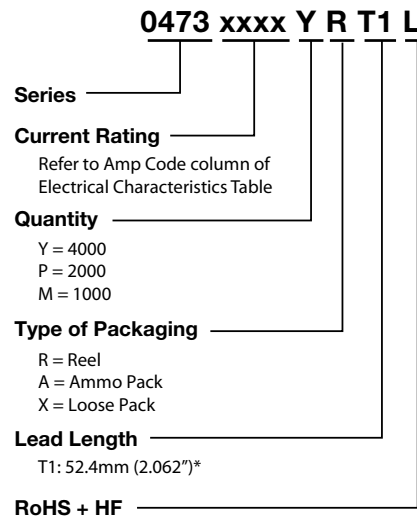 0473 xxxx Y R T1 L
Series
Current Rating
Refer to Amp Code column of
Electrical Characteristics Table
Quantity
Y = 4000
P = 2000
M = 1000
Type of Packaging
R = Reel
A = Ammo Pack
X = Loose Pack
Lead Length
T1: 52.4mm (2.062″)*
RoHS + HF